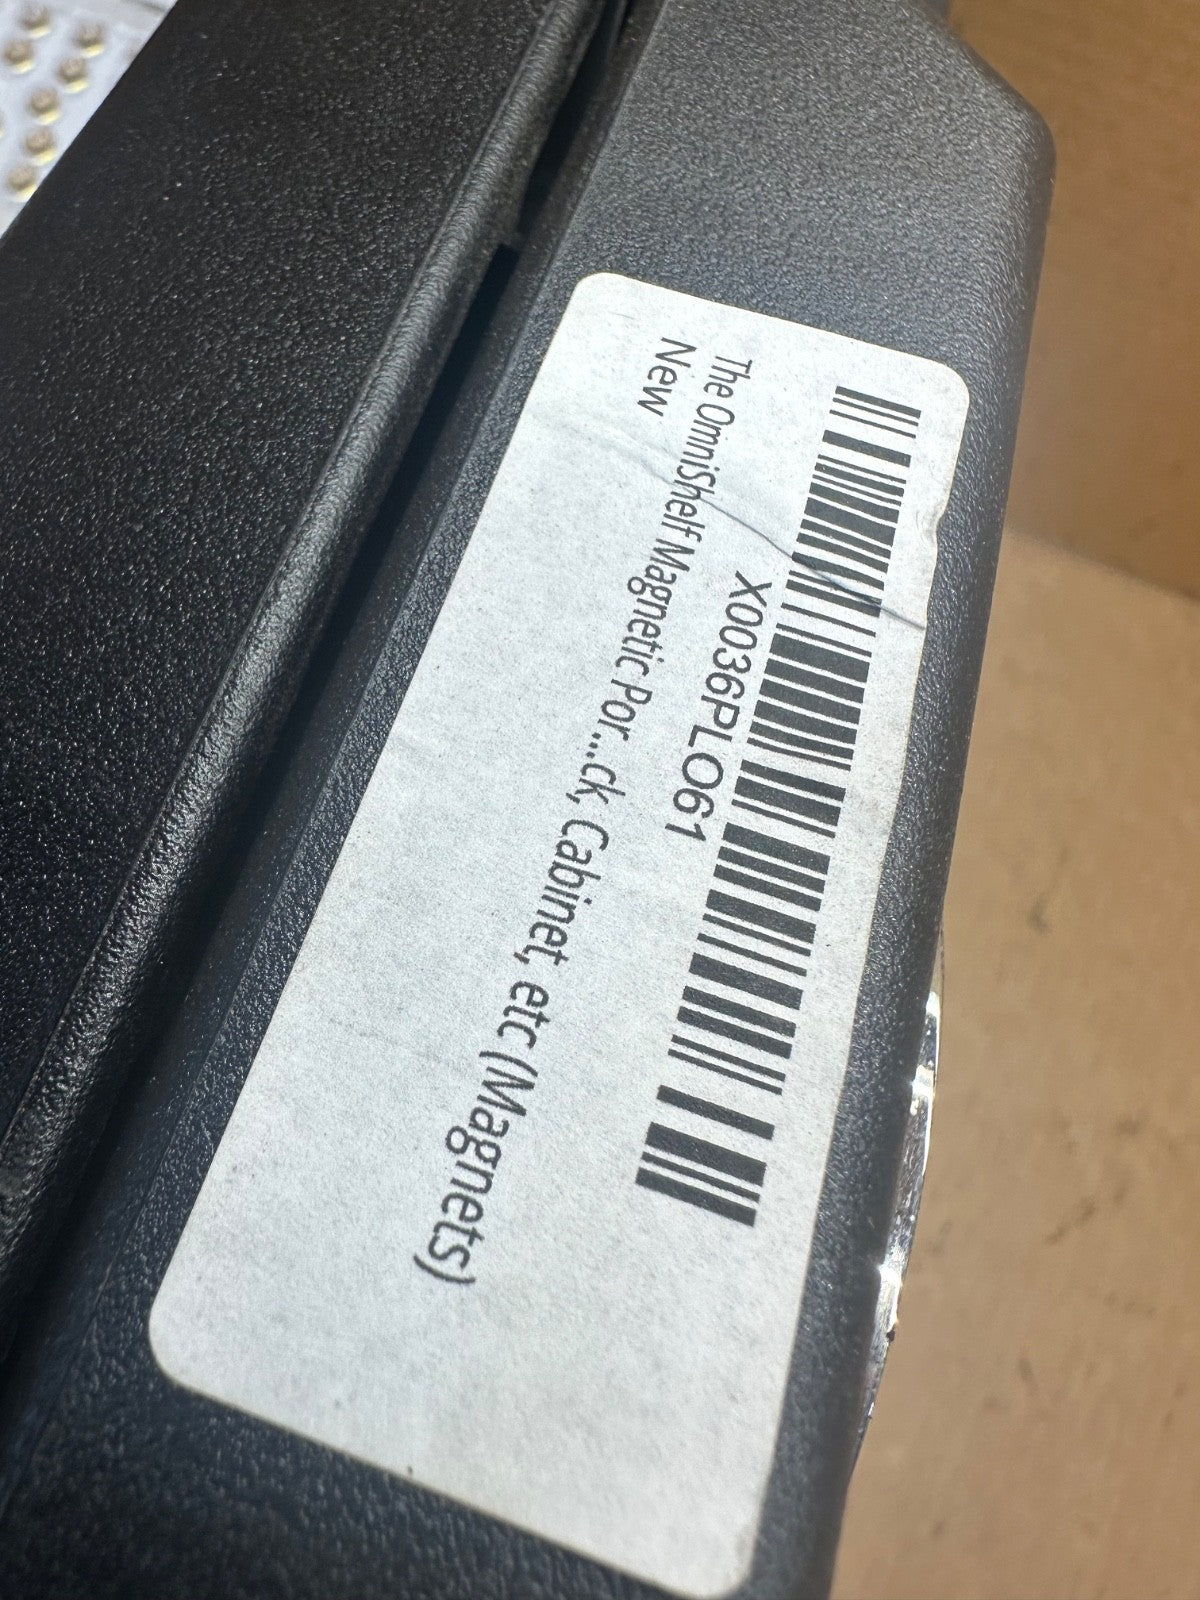 X0036PLO61
The OmniShelf Magnetic Por...ck, Cabinet, etc (Magnets)
New